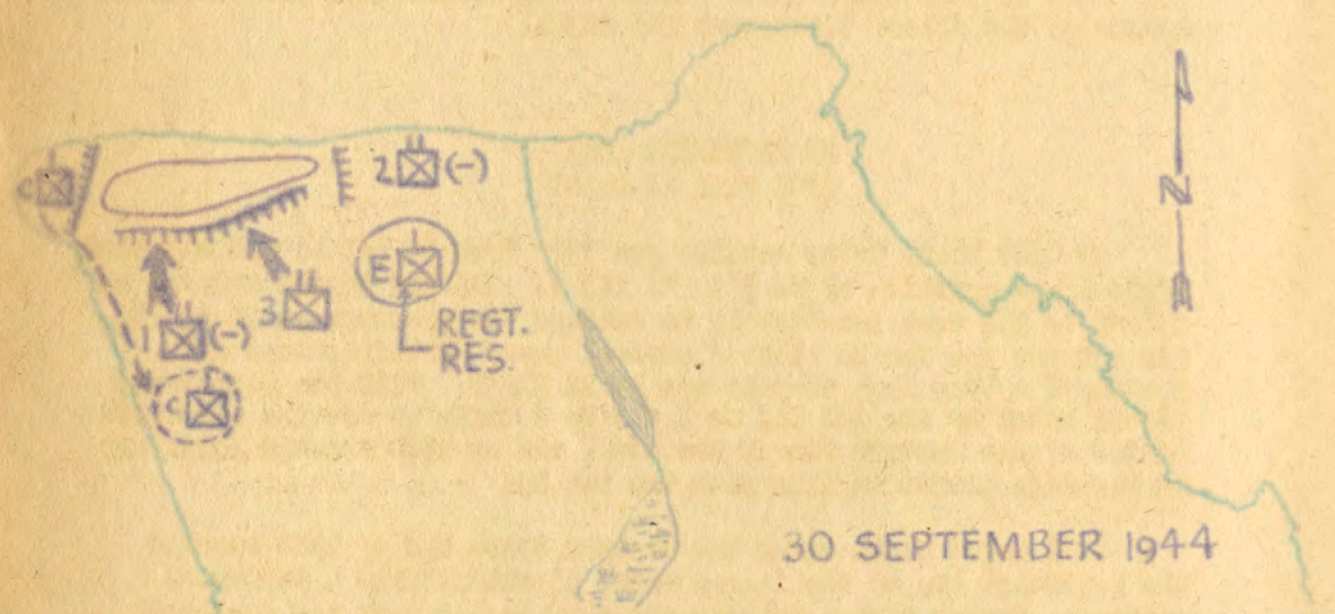 N
C
2 (-)
E
REGT.
RES.
3
1 (-)
C
30 SEPTEMBER 1944